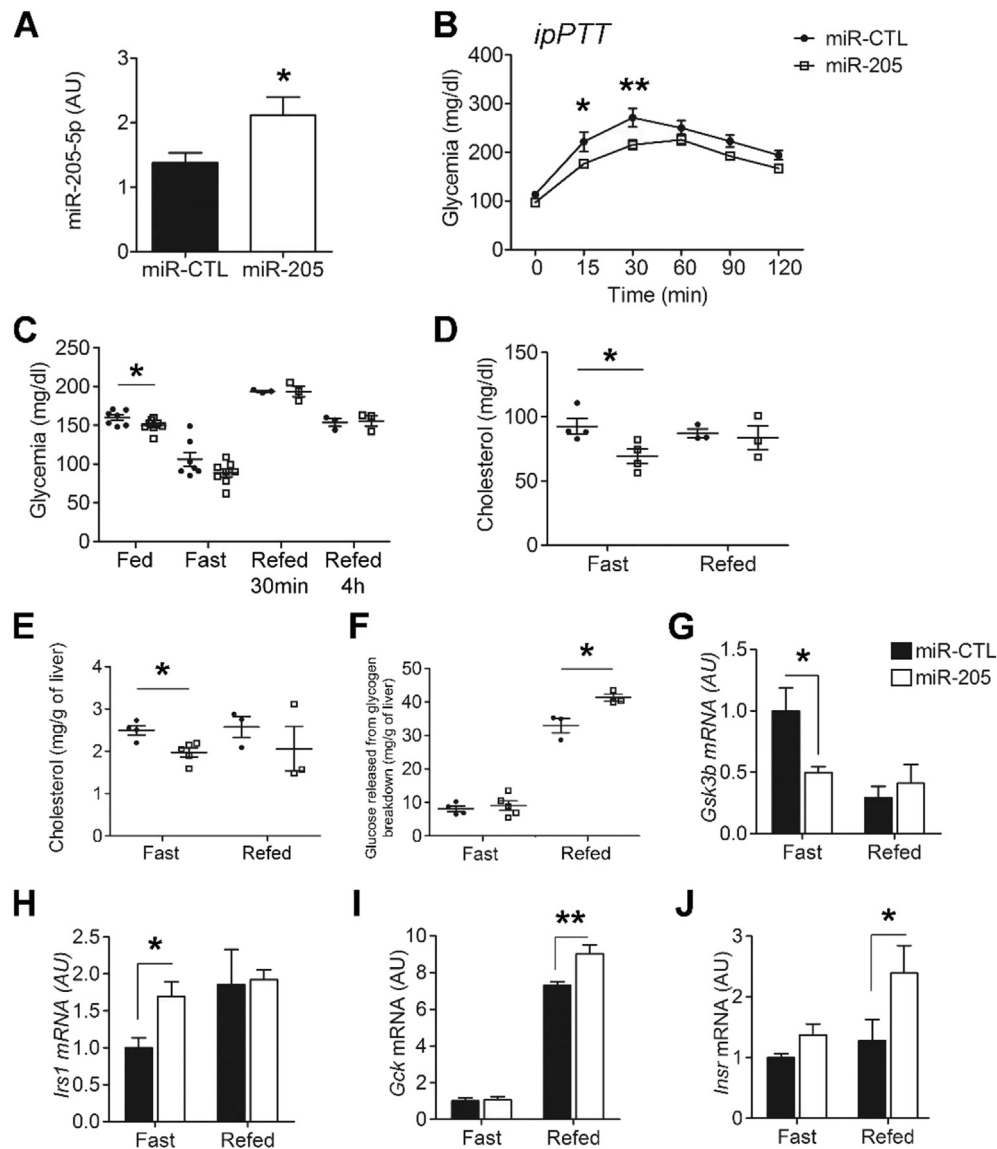 A
miR-205-5p (AU)
3
2
1
0
*
miR-CTL miR-205
B
ipPTT
miR-CTL
miR-205
Glycemia (mg/dl)
400
300
200
100
0
* **
0 15 30 60 90 120
Time (min)
C
Glycemia (mg/dl)
250
200
150
100
50
0
*
Fed Fast Refed Refed
30min 4h
D
Cholesterol (mg/dl)
150
100
50
0
*
Fast Refed
E
Cholesterol (mg/g of liver)
4
3
2
1
0
*
Fast Refed
F
Glucose released from glycogen
breakdown (mg/g of liver)
50
40
30
20
10
0
*
Fast Refed
G
miR-CTL
miR-205
Gsk3b mRNA (AU)
1.5
1.0
0.5
0.0
*
Fast Refed
H
Irs1 mRNA (AU)
2.5
2.0
1.5
1.0
0.5
0.0
*
Fast Refed
I
Gck mRNA (AU)
10
8
6
4
2
0
**
Fast Refed
J
Insr mRNA (AU)
3
2
1
0
*
Fast Refed